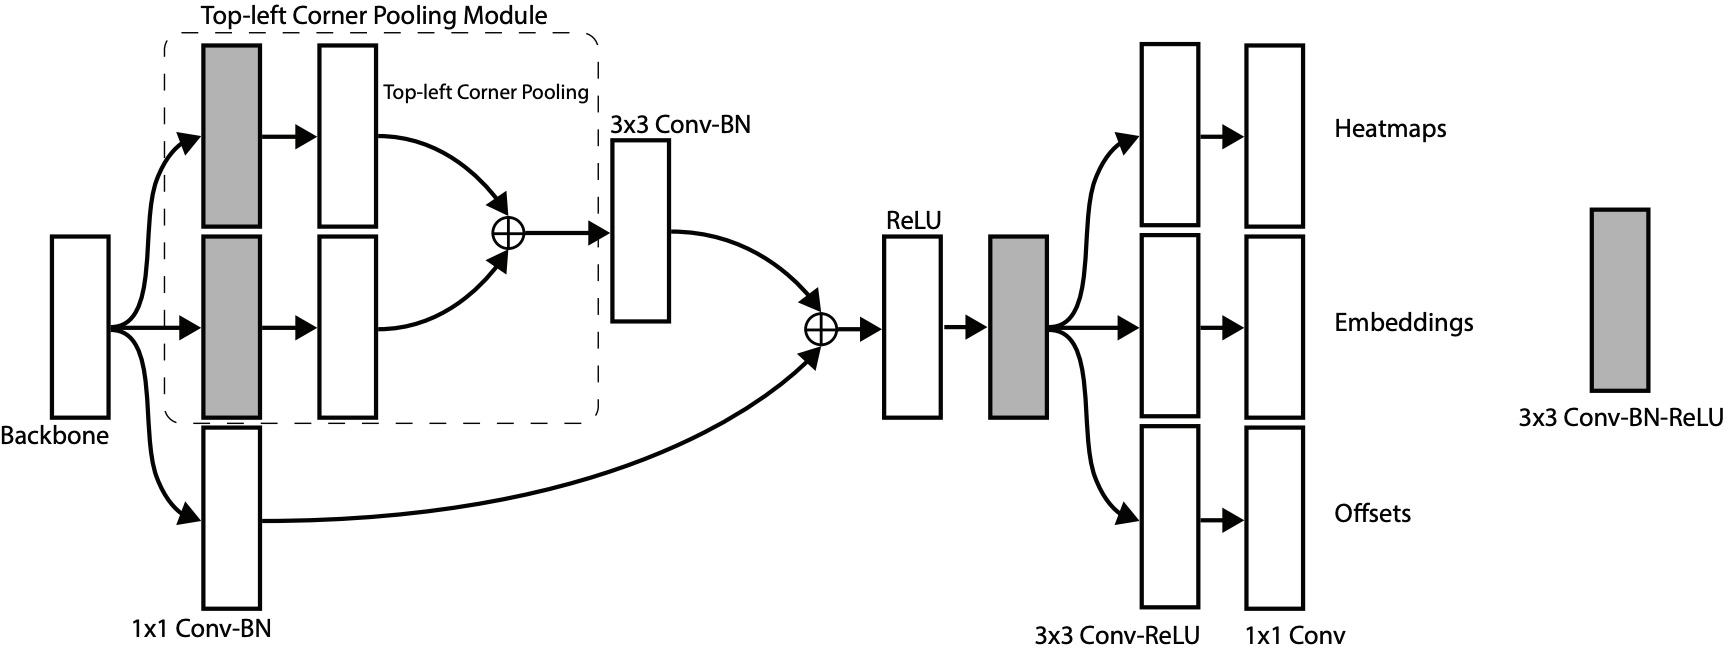 Top-left Corner Pooling Module
Top-left Corner Pooling
3x3 Conv-BN
Backbone
1x1 Conv-BN
ReLU
3x3 Conv-ReLU
1x1 Conv
Heatmaps
Embeddings
Offsets
3x3 Conv-BN-ReLU